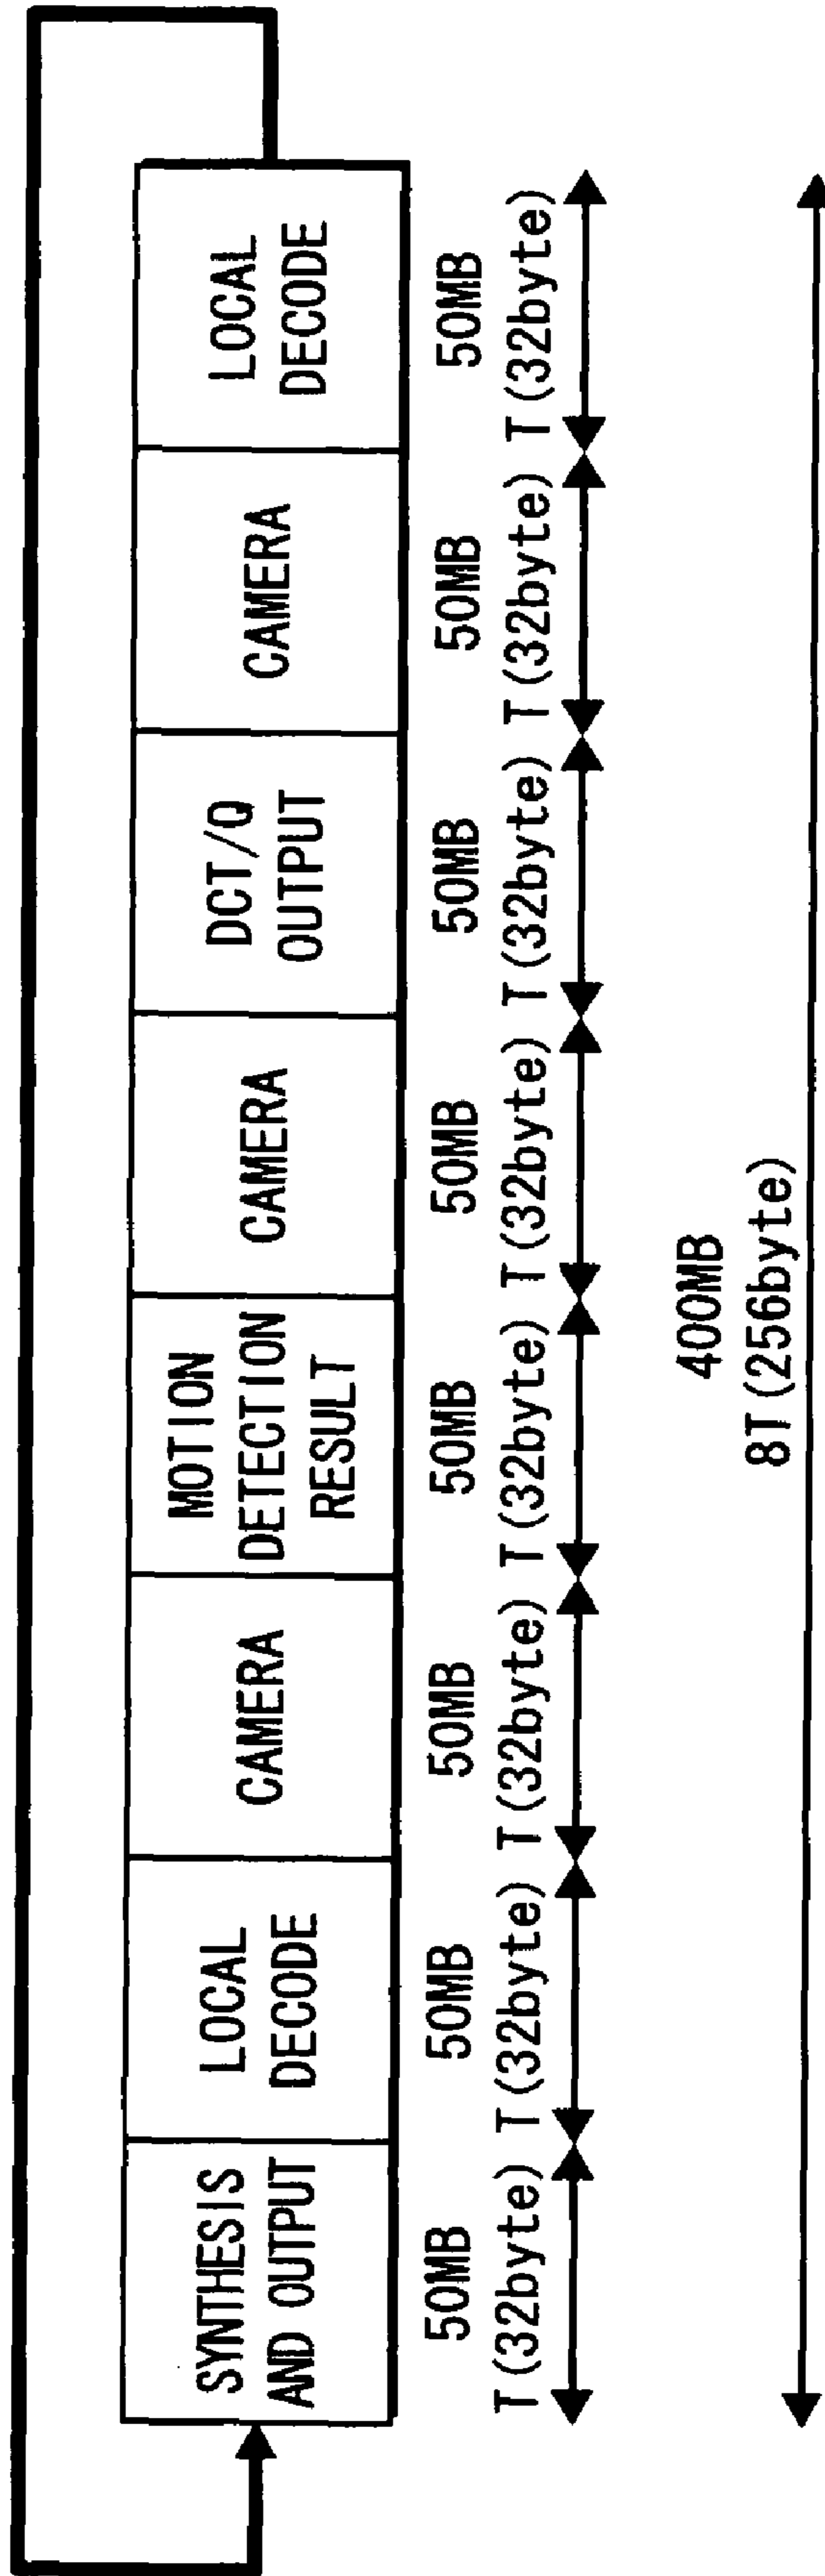 SYNTHESIS
AND OUTPUT
LOCAL
DECODE
CAMERA
MOTION
DETECTION
RESULT
CAMERA
DCT/Q
OUTPUT
CAMERA
LOCAL
DECODE
50MB
50MB
50MB
50MB
50MB
50MB
50MB
50MB
T(32byte)
T(32byte)
T(32byte)
T(32byte)
T(32byte)
T(32byte)
T(32byte)
T(32byte)
400MB
8T(256byte)